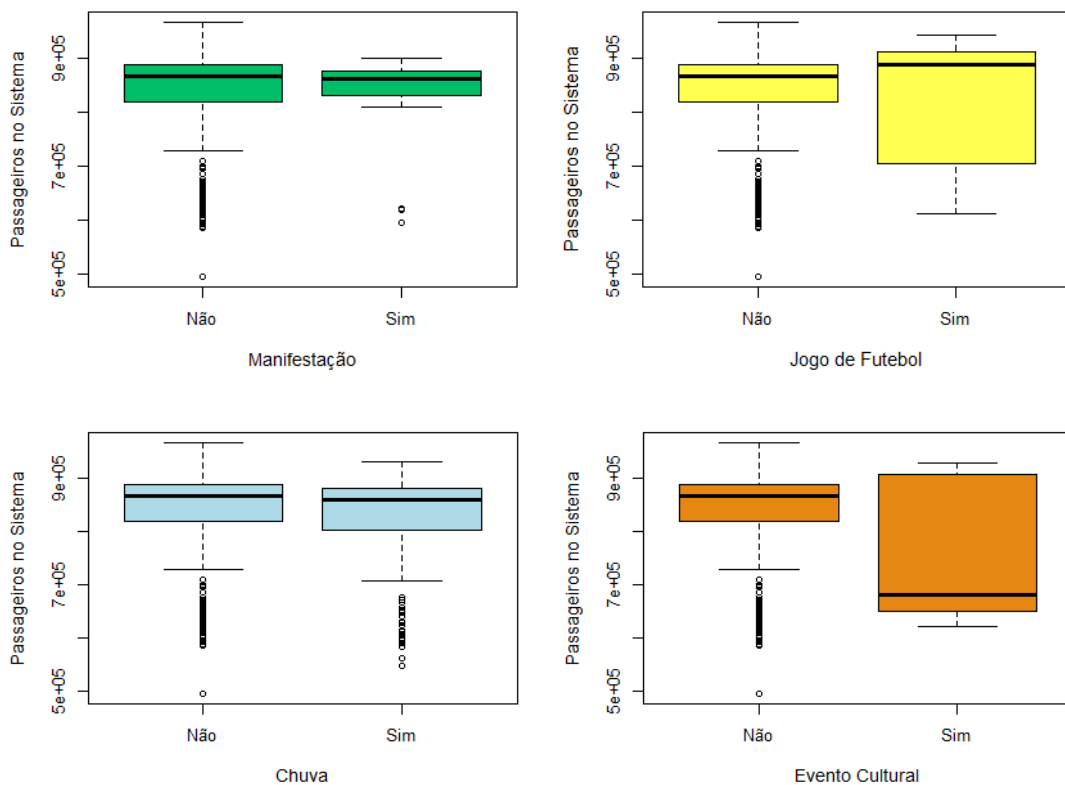 Passageiros no Sistema
9e+05
7e+05
5e+05
Não
Sim
Manifestação
Passageiros no Sistema
9e+05
7e+05
5e+05
Não
Sim
Jogo de Futebol
Passageiros no Sistema
9e+05
7e+05
5e+05
Não
Sim
Chuva
Passageiros no Sistema
9e+05
7e+05
5e+05
Não
Sim
Evento Cultural